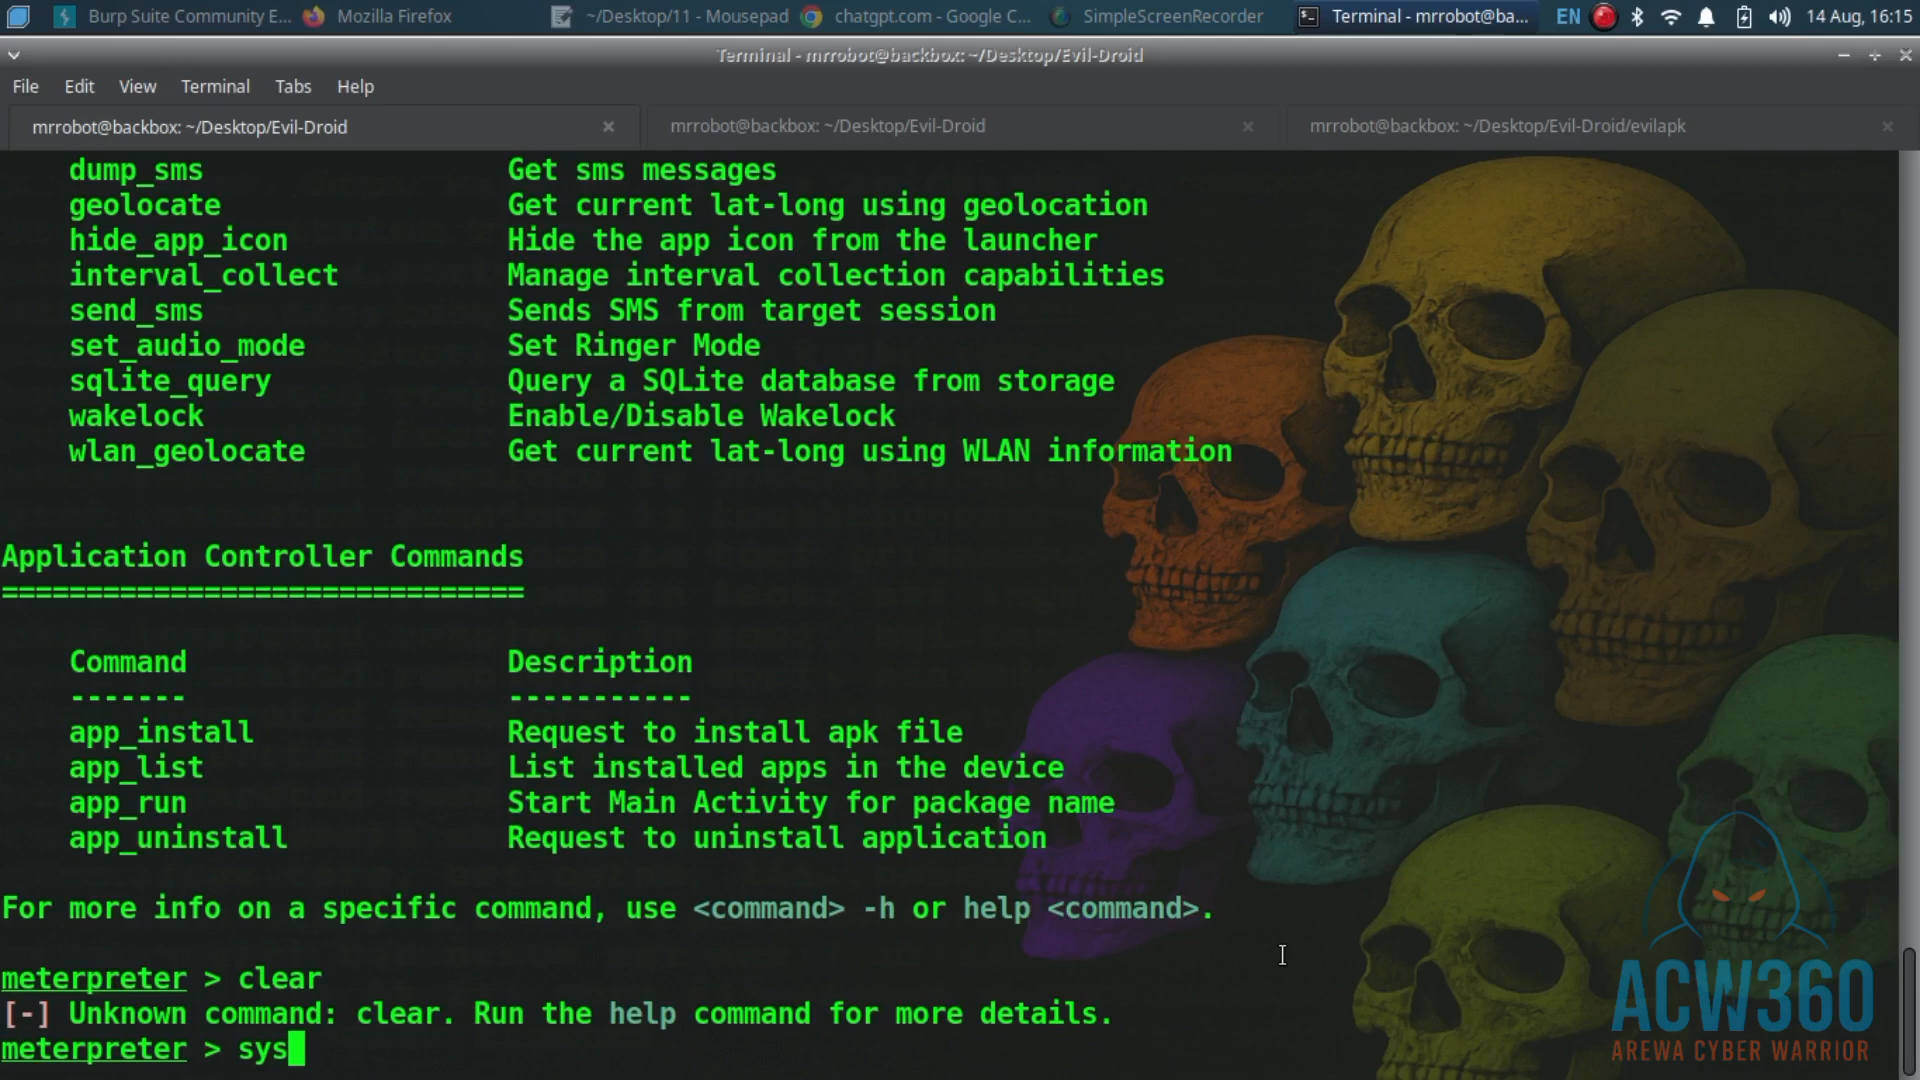 Burp Suite Community E...
Mozilla Firefox
~/Desktop/11 - Mousepad
chatgpt.com - Google C...
SimpleScreenRecorder
Terminal - mrrobot@ba...
EN
14 Aug, 16:15
Terminal - mrrobot@backbox: ~/Desktop/Evil-Droid
File Edit View Terminal Tabs Help
mrrobot@backbox: ~/Desktop/Evil-Droid
mrrobot@backbox: ~/Desktop/Evil-Droid
mrrobot@backbox: ~/Desktop/Evil-Droid/evilapk
dump_sms Get sms messages
geolocate Get current lat-long using geolocation
hide_app_icon Hide the app icon from the launcher
interval_collect Manage interval collection capabilities
send_sms Sends SMS from target session
set_audio_mode Set Ringer Mode
sqlite_query Query a SQLite database from storage
wakelock Enable/Disable Wakelock
wlan_geolocate Get current lat-long using WLAN information
Application Controller Commands
===============================
Command Description
------- -----------
app_install Request to install apk file
app_list List installed apps in the device
app_run Start Main Activity for package name
app_uninstall Request to uninstall application
For more info on a specific command, use <command> -h or help <command>.
meterpreter > clear
[-] Unknown command: clear. Run the help command for more details.
meterpreter > sys
ACW360
AREWA CYBER WARRIOR